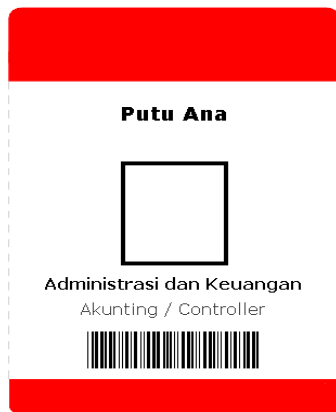 Putu Ana
Administrasi dan Keuangan
Akunting / Controller